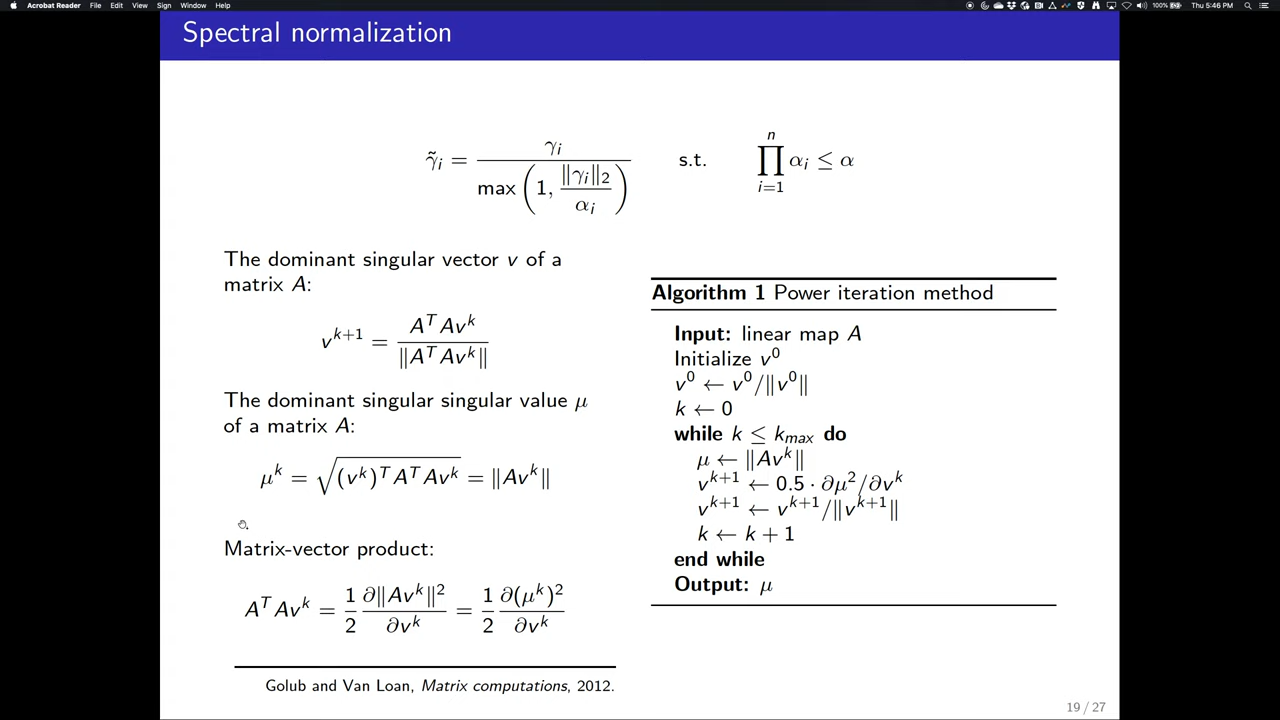 Acrobat Reader File Edit View Sign Window Help 100% Thu 5:46 PM
Spectral normalization
γ̃ᵢ = γᵢ / max(1, ‖γᵢ‖₂ / αᵢ) s.t. ∏ᵢ₌₁ⁿ αᵢ ≤ α
The dominant singular vector v of a
matrix A:
vᵏ⁺¹ = AᵀAvᵏ / ‖AᵀAvᵏ‖
The dominant singular singular value μ
of a matrix A:
μᵏ = √((vᵏ)ᵀAᵀAvᵏ) = ‖Avᵏ‖
Matrix-vector product:
AᵀAvᵏ = 1/2 ∂‖Avᵏ‖²/∂vᵏ = 1/2 ∂(μᵏ)²/∂vᵏ
Golub and Van Loan, Matrix computations, 2012.
Algorithm 1 Power iteration method
Input: linear map A
Initialize v⁰
v⁰ ← v⁰/‖v⁰‖
k ← 0
while k ≤ kmax do
μ ← ‖Avᵏ‖
vᵏ⁺¹ ← 0.5 · ∂μ²/∂vᵏ
vᵏ⁺¹ ← vᵏ⁺¹/‖vᵏ⁺¹‖
k ← k + 1
end while
Output: μ
19 / 27